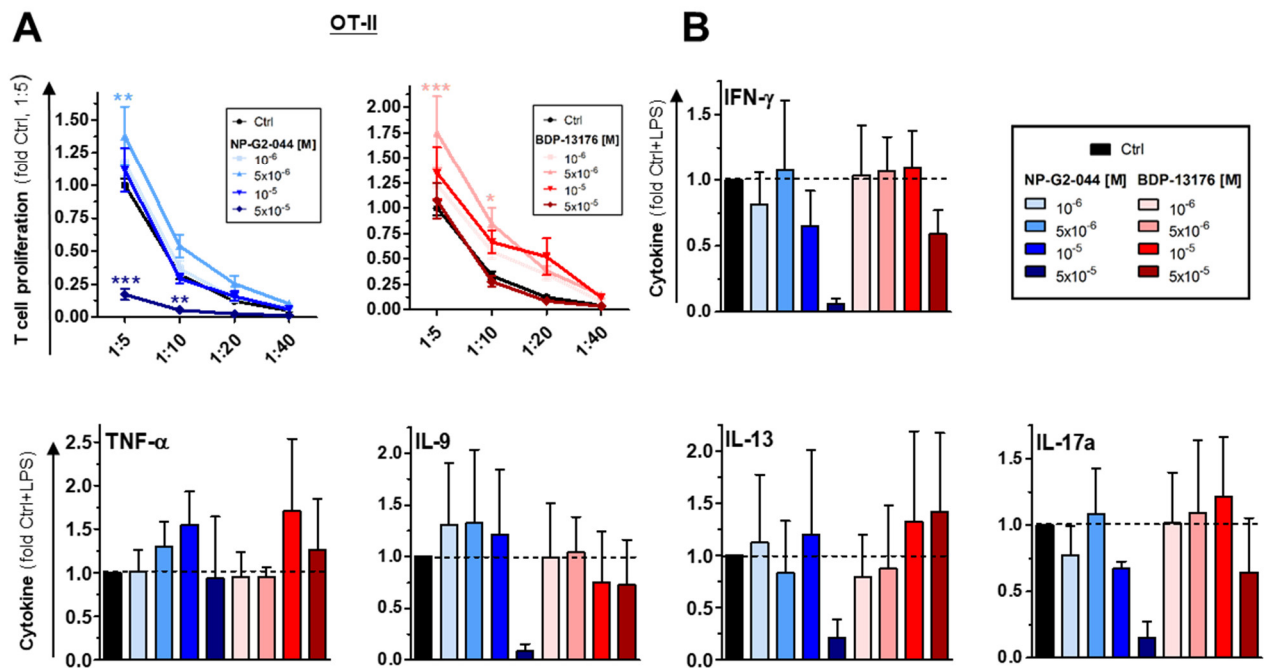 A
OT-II
B
T cell proliferation (fold Ctrl, 1:5)
1.50
1.25
1.00
0.75
0.50
0.25
0.00
**
***
**
Ctrl
NP-G2-044 [M]
10⁻⁶
5x10⁻⁶
10⁻⁵
5x10⁻⁵
1:5
1:10
1:20
1:40
2.00
1.75
1.50
1.25
1.00
0.75
0.50
0.25
0.00
***
*
Ctrl
BDP-13176 [M]
10⁻⁶
5x10⁻⁶
10⁻⁵
5x10⁻⁵
1:5
1:10
1:20
1:40
Cytokine (fold Ctrl+LPS)
IFN-γ
1.5
1.0
0.5
0.0
Ctrl
NP-G2-044 [M] BDP-13176 [M]
10⁻⁶ 10⁻⁶
5x10⁻⁶ 5x10⁻⁶
10⁻⁵ 10⁻⁵
5x10⁻⁵ 5x10⁻⁵
Cytokine (fold Ctrl+LPS)
TNF-α
2.5
2.0
1.5
1.0
0.5
0.0
IL-9
2.0
1.5
1.0
0.5
0.0
IL-13
2.0
1.5
1.0
0.5
0.0
IL-17a
1.5
1.0
0.5
0.0